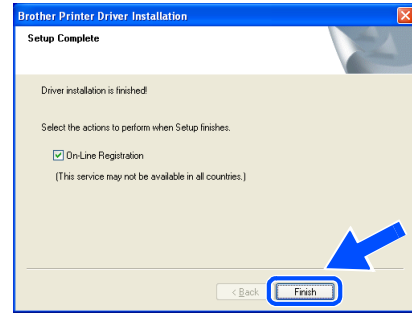 Brother Printer Driver Installation
Setup Complete
Driver installation is finished!
Select the actions to perform when Setup finishes.
On-Line Registration
(This service may not be available in all countries.)
< Back
Finish